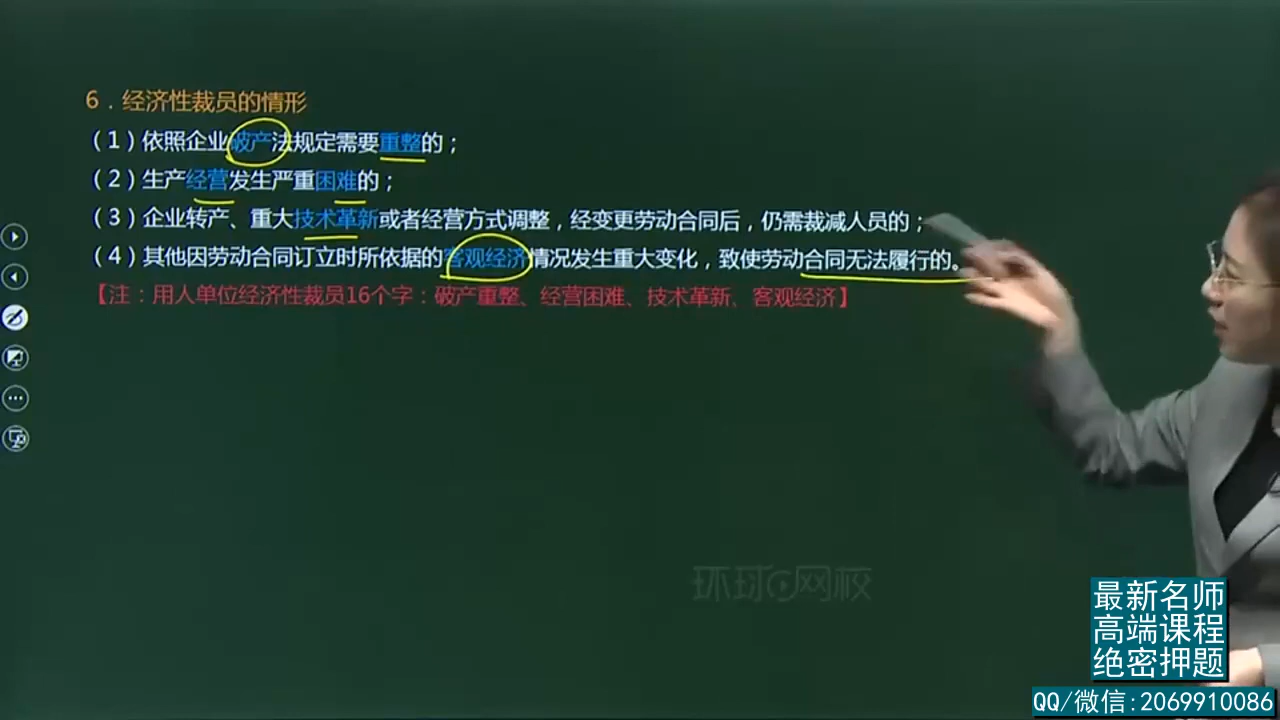 6．经济性裁员的情形
（1）依照企业破产法规定需要重整的；
（2）生产经营发生严重困难的；
（3）企业转产、重大技术革新或者经营方式调整，经变更劳动合同后，仍需裁减人员的；
（4）其他因劳动合同订立时所依据的客观经济情况发生重大变化，致使劳动合同无法履行的。
【注：用人单位经济性裁员16个字：破产重整、经营困难、技术革新、客观经济】
环球网校
最新名师
高端课程
绝密押题
QQ/微信:2069910086